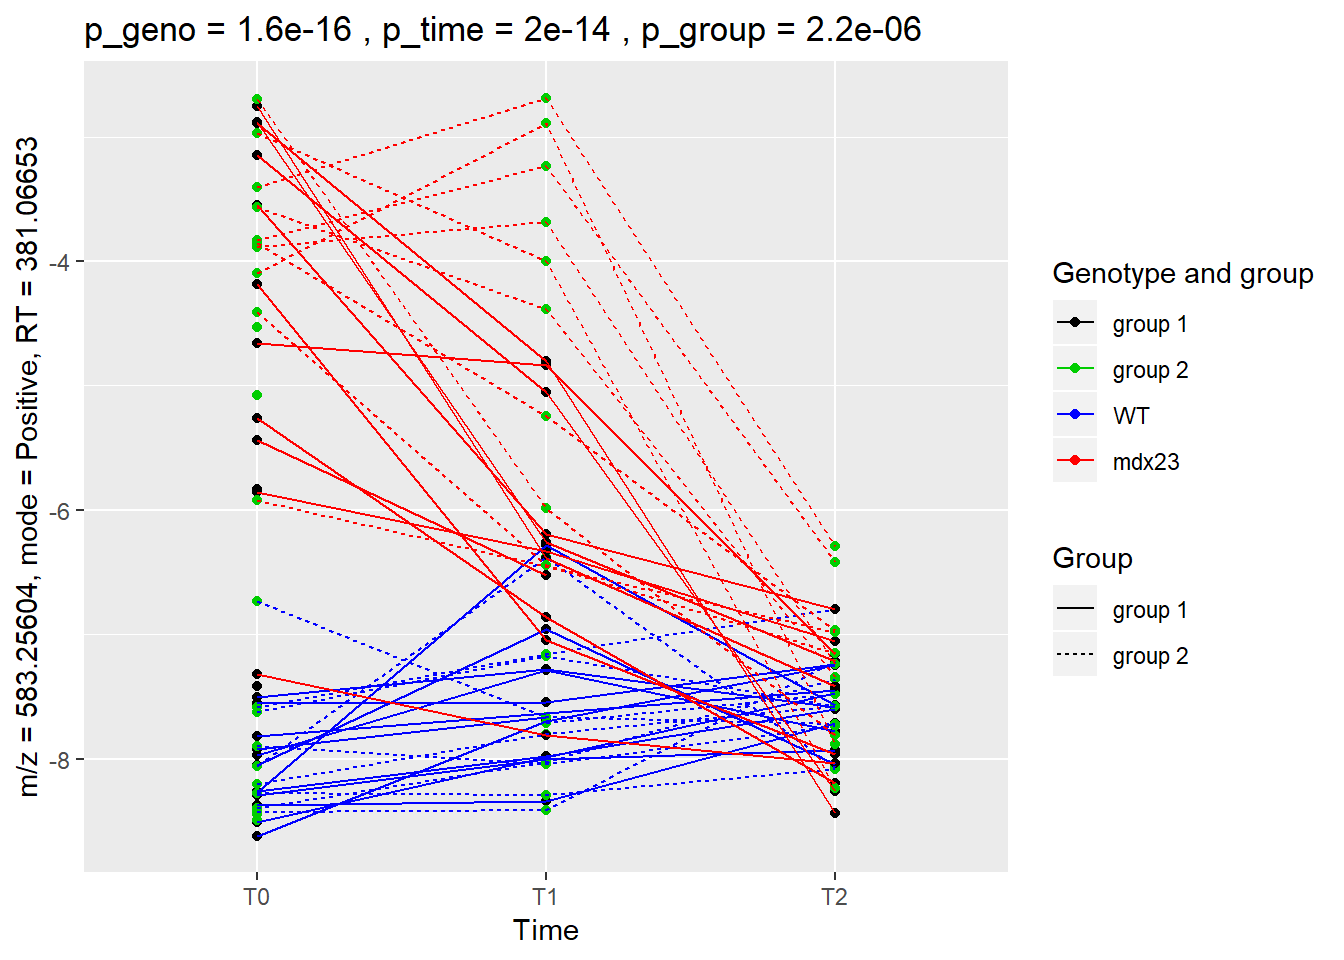 p_geno = 1.6e-16 , p_time = 2e-14 , p_group = 2.2e-06
m/z = 583.25604, mode = Positive, RT = 381.06653
-4
-6
-8
T0
T1
T2
Time
Genotype and group
group 1
group 2
WT
mdx23
Group
group 1
group 2